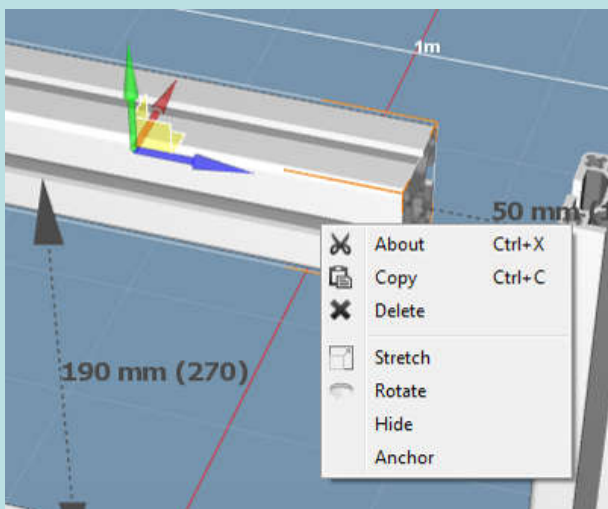 1m
50 mm (
About Ctrl+X
Copy Ctrl+C
Delete
Stretch
Rotate
190 mm (270)
Hide
Anchor